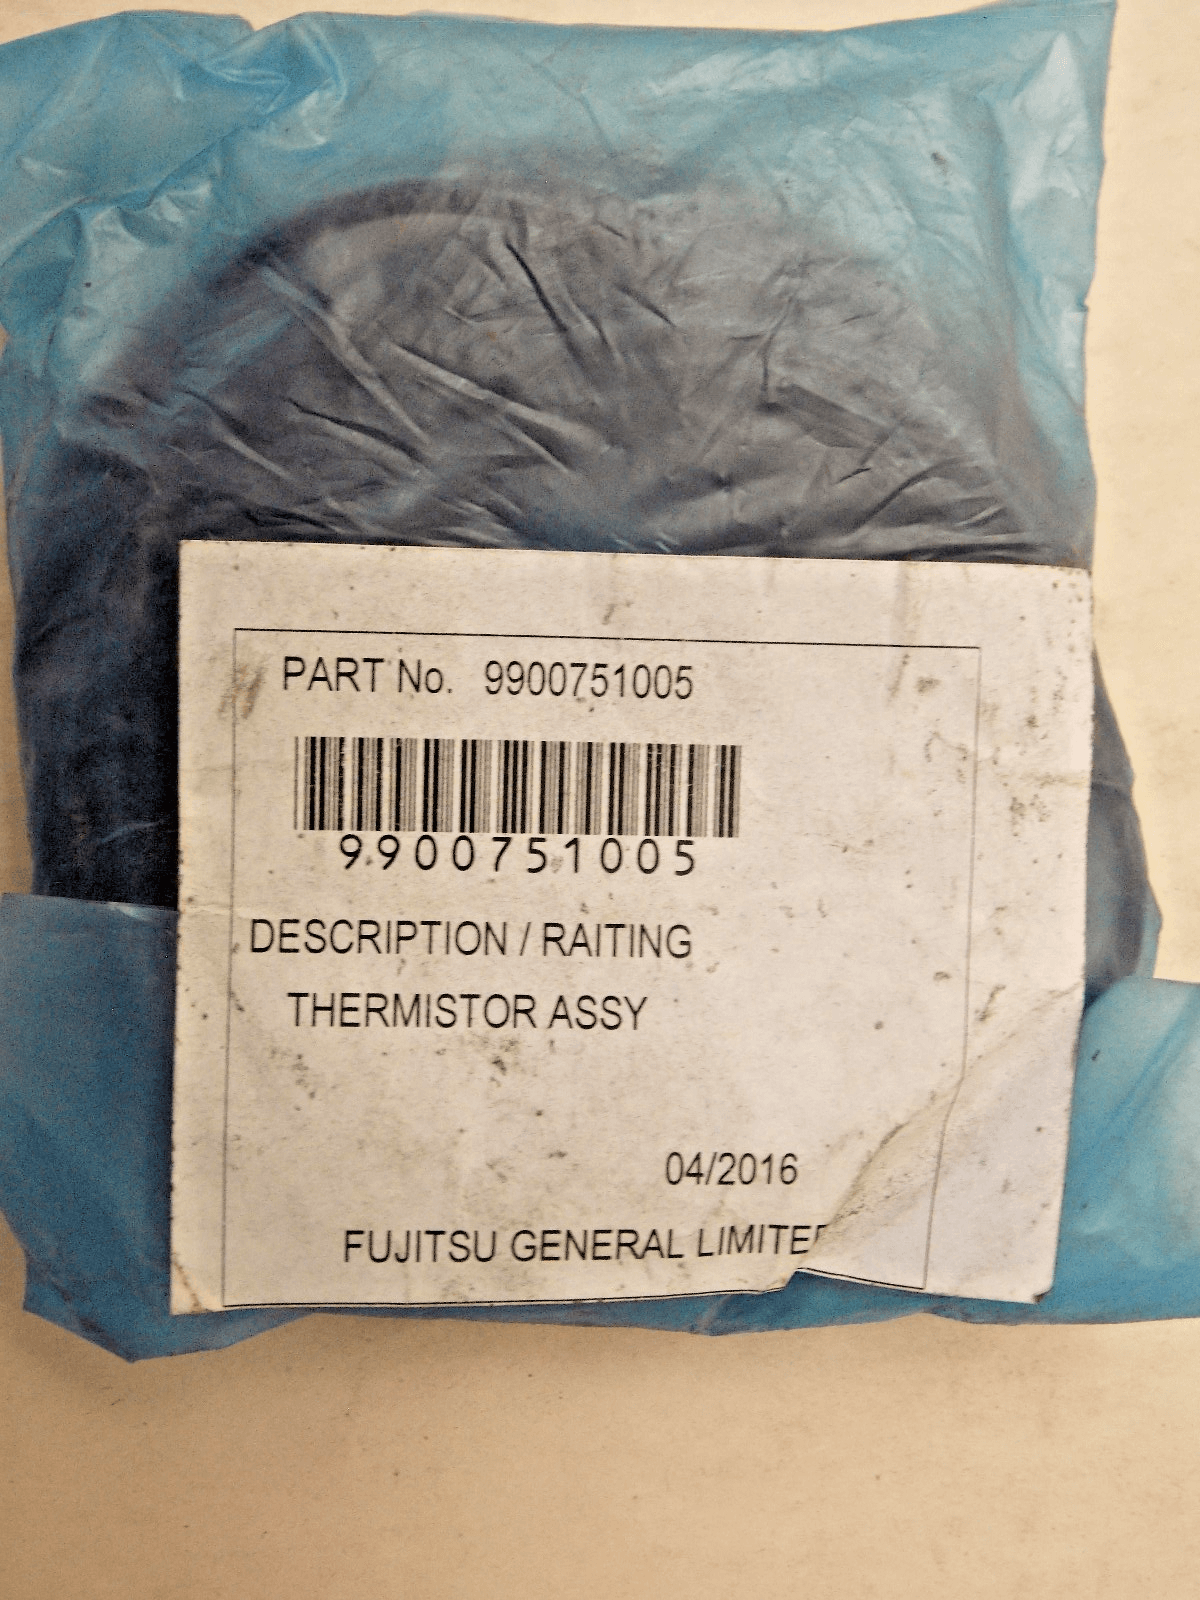 PART No. 9900751005
9900751005
DESCRIPTION / RAITING
THERMISTOR ASSY
04/2016
FUJITSU GENERAL LIMITE